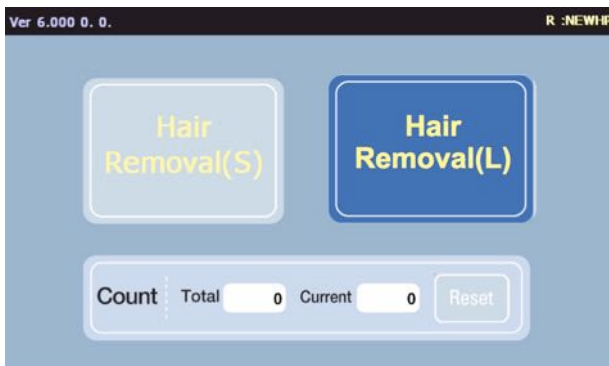 Ver 6.000 0. 0.
R :NEWHP
Hair
Removal(S)
Hair
Removal(L)
Count Total 0 Current 0 Reset